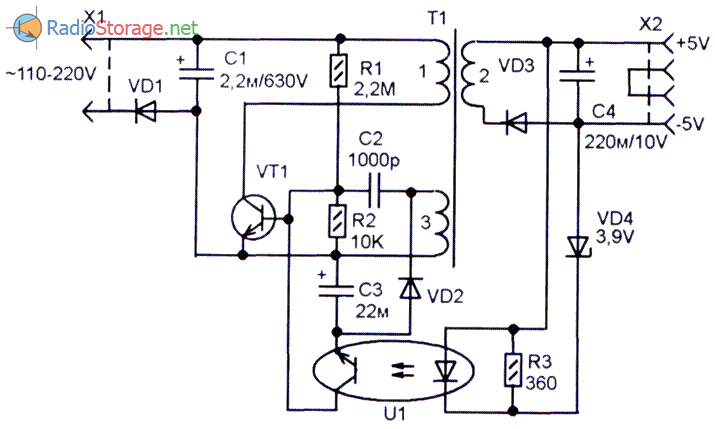 RadioStorage.net
X1
T1
X2
~110-220V
VD1
C1
2,2м/630V
R1
2,2M
1
2
VD3
+5V
-5V
C4
220м/10V
C2
1000p
VT1
R2
10K
3
VD4
3,9V
C3
22м
VD2
R3
360
U1